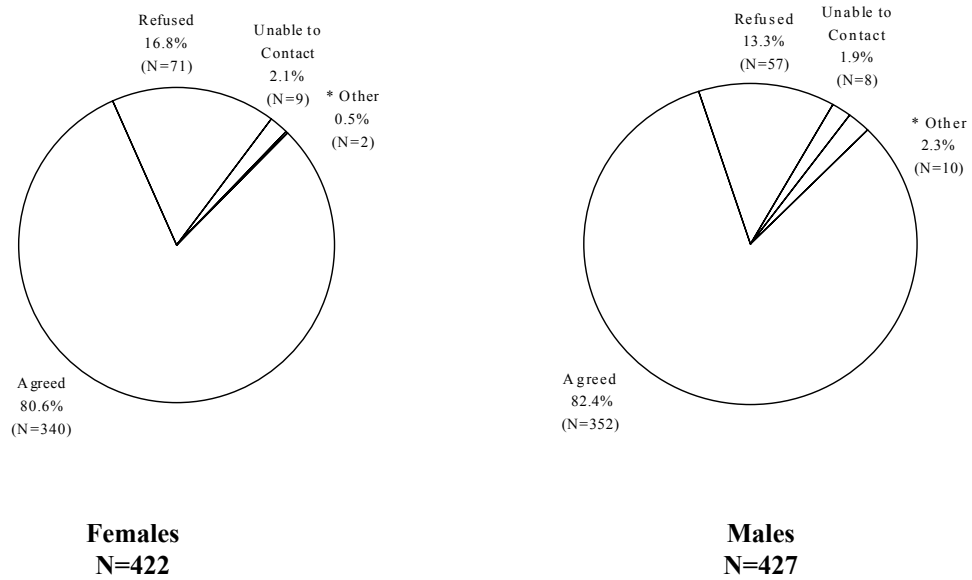 Refused
16.8%
(N=71)
Unable to
Contact
2.1%
(N=9)
* Other
0.5%
(N=2)
Agreed
80.6%
(N=340)
Females
N=422
Refused
13.3%
(N=57)
Unable to
Contact
1.9%
(N=8)
* Other
2.3%
(N=10)
Agreed
82.4%
(N=352)
Males
N=427